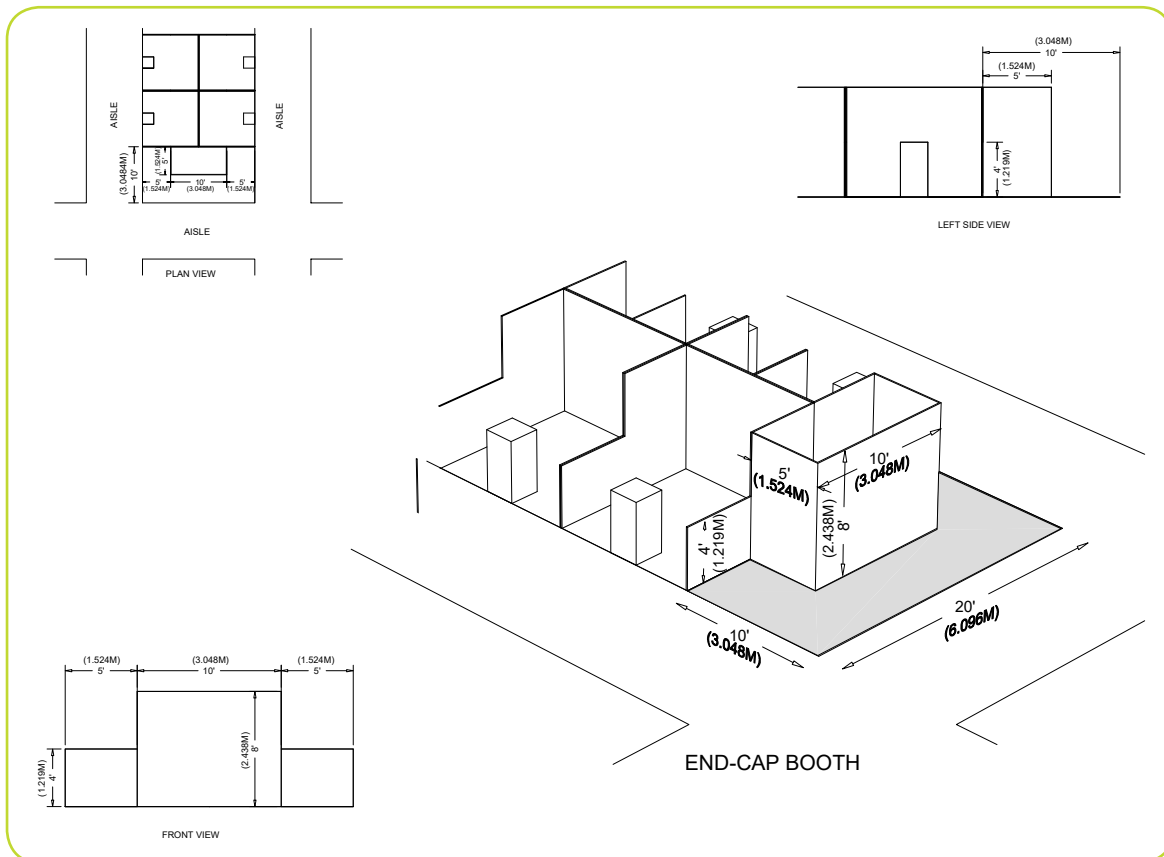 AISLE
AISLE
(3.0484M)
10'
(1.524M)
5'
5'
10'
5'
(1.524M)
(3.048M)
(1.524M)
AISLE
PLAN VIEW
(3.048M)
10'
(1.524M)
5'
4'
(1.219M)
LEFT SIDE VIEW
5'
(1.524M)
10'
(3.048M)
(2.438M)
8'
4'
(1.219M)
10'
(3.048M)
20'
(6.096M)
END-CAP BOOTH
(1.524M)
5'
(3.048M)
10'
(1.524M)
5'
(1.219M)
4'
(2.438M)
8'
FRONT VIEW